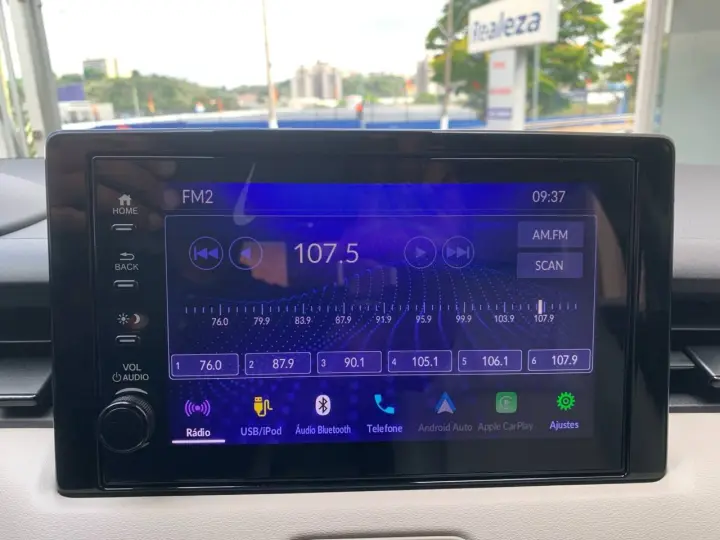 Realeza
FM2
09:37
HOME
BACK
VOL
AUDIO
107.5
AM.FM
SCAN
76.0 79.9 83.9 87.9 91.9 95.9 99.9 103.9 107.9
1 76.0
2 87.9
3 90.1
4 105.1
5 106.1
6 107.9
Rádio
USB/iPod
Áudio Bluetooth
Telefone
Android Auto
Apple CarPlay
Ajustes